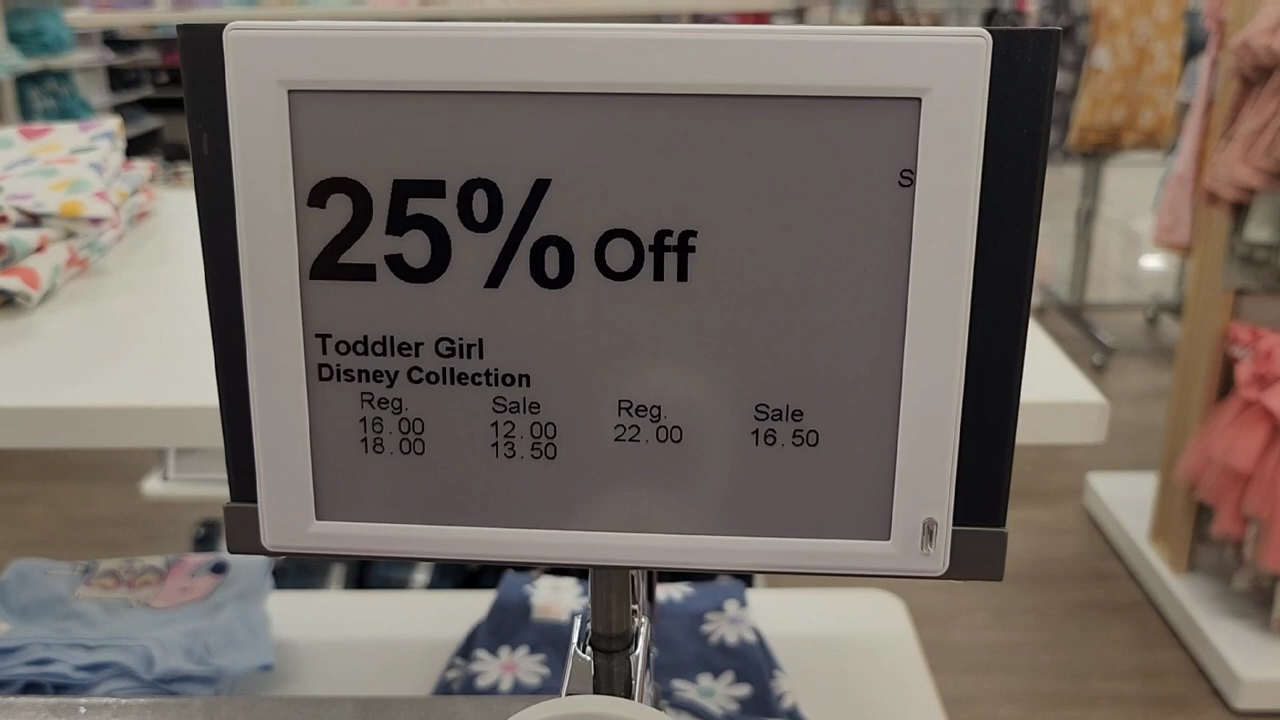 S
25% Off
Toddler Girl
Disney Collection
Reg. Sale Reg. Sale
16.00 12.00 22.00 16.50
18.00 13.50